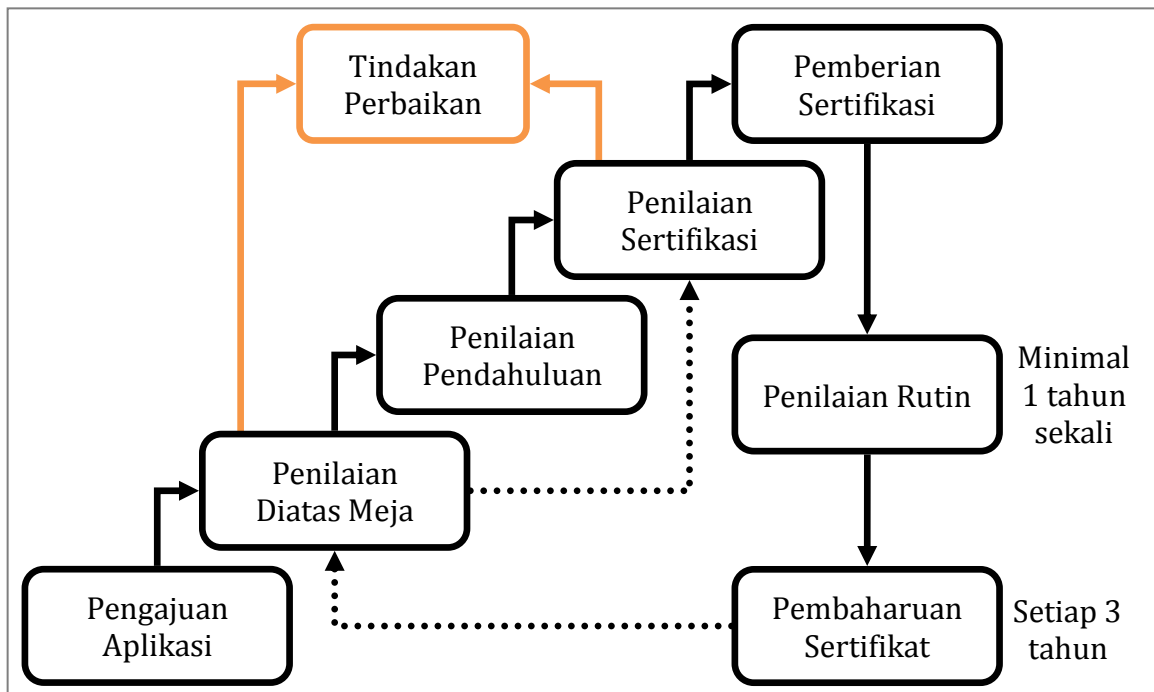 Tindakan
Perbaikan
Pemberian
Sertifikasi
Penilaian
Sertifikasi
Penilaian
Pendahuluan
Penilaian Rutin
Minimal
1 tahun
sekali
Penilaian
Diatas Meja
Pengajuan
Aplikasi
Pembaharuan
Sertifikat
Setiap 3
tahun